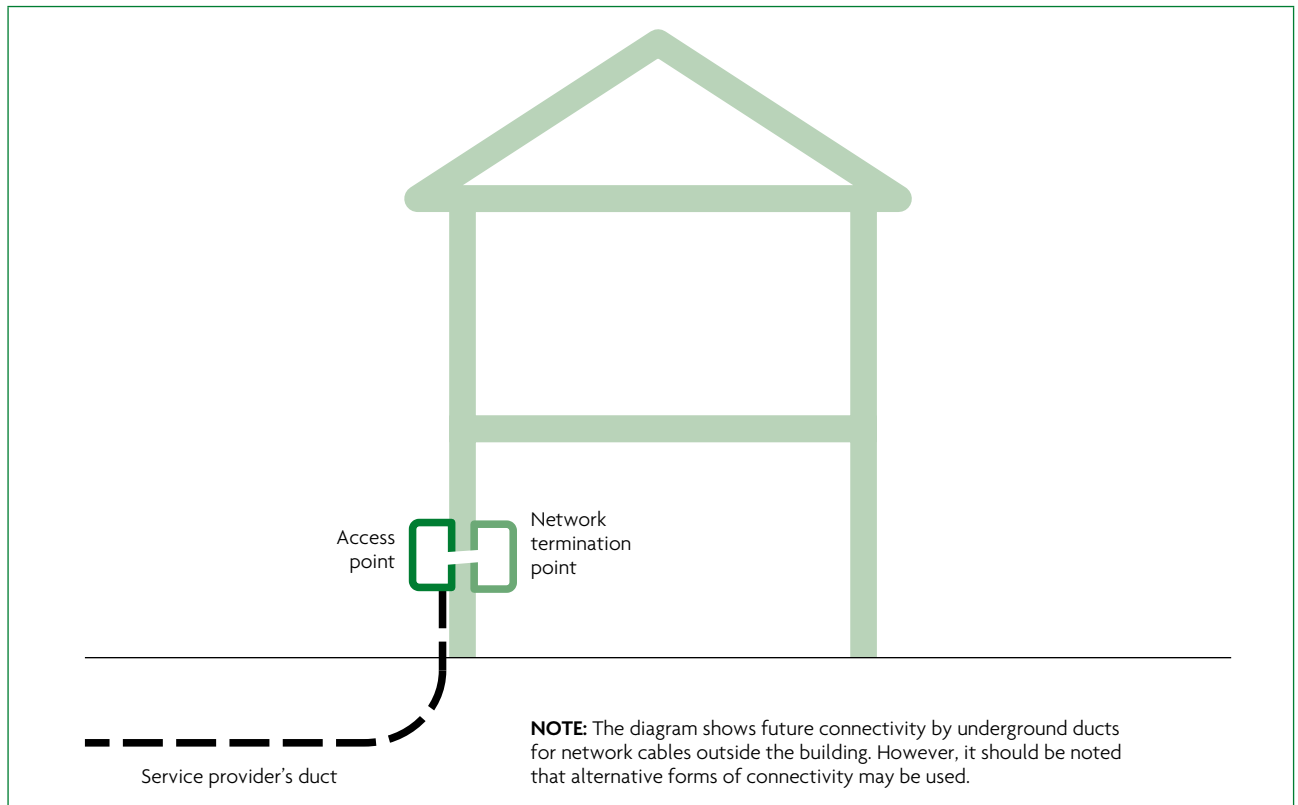 Access
point
Network
termination
point
NOTE: The diagram shows future connectivity by underground ducts
for network cables outside the building. However, it should be noted
that alternative forms of connectivity may be used.
Service provider’s duct